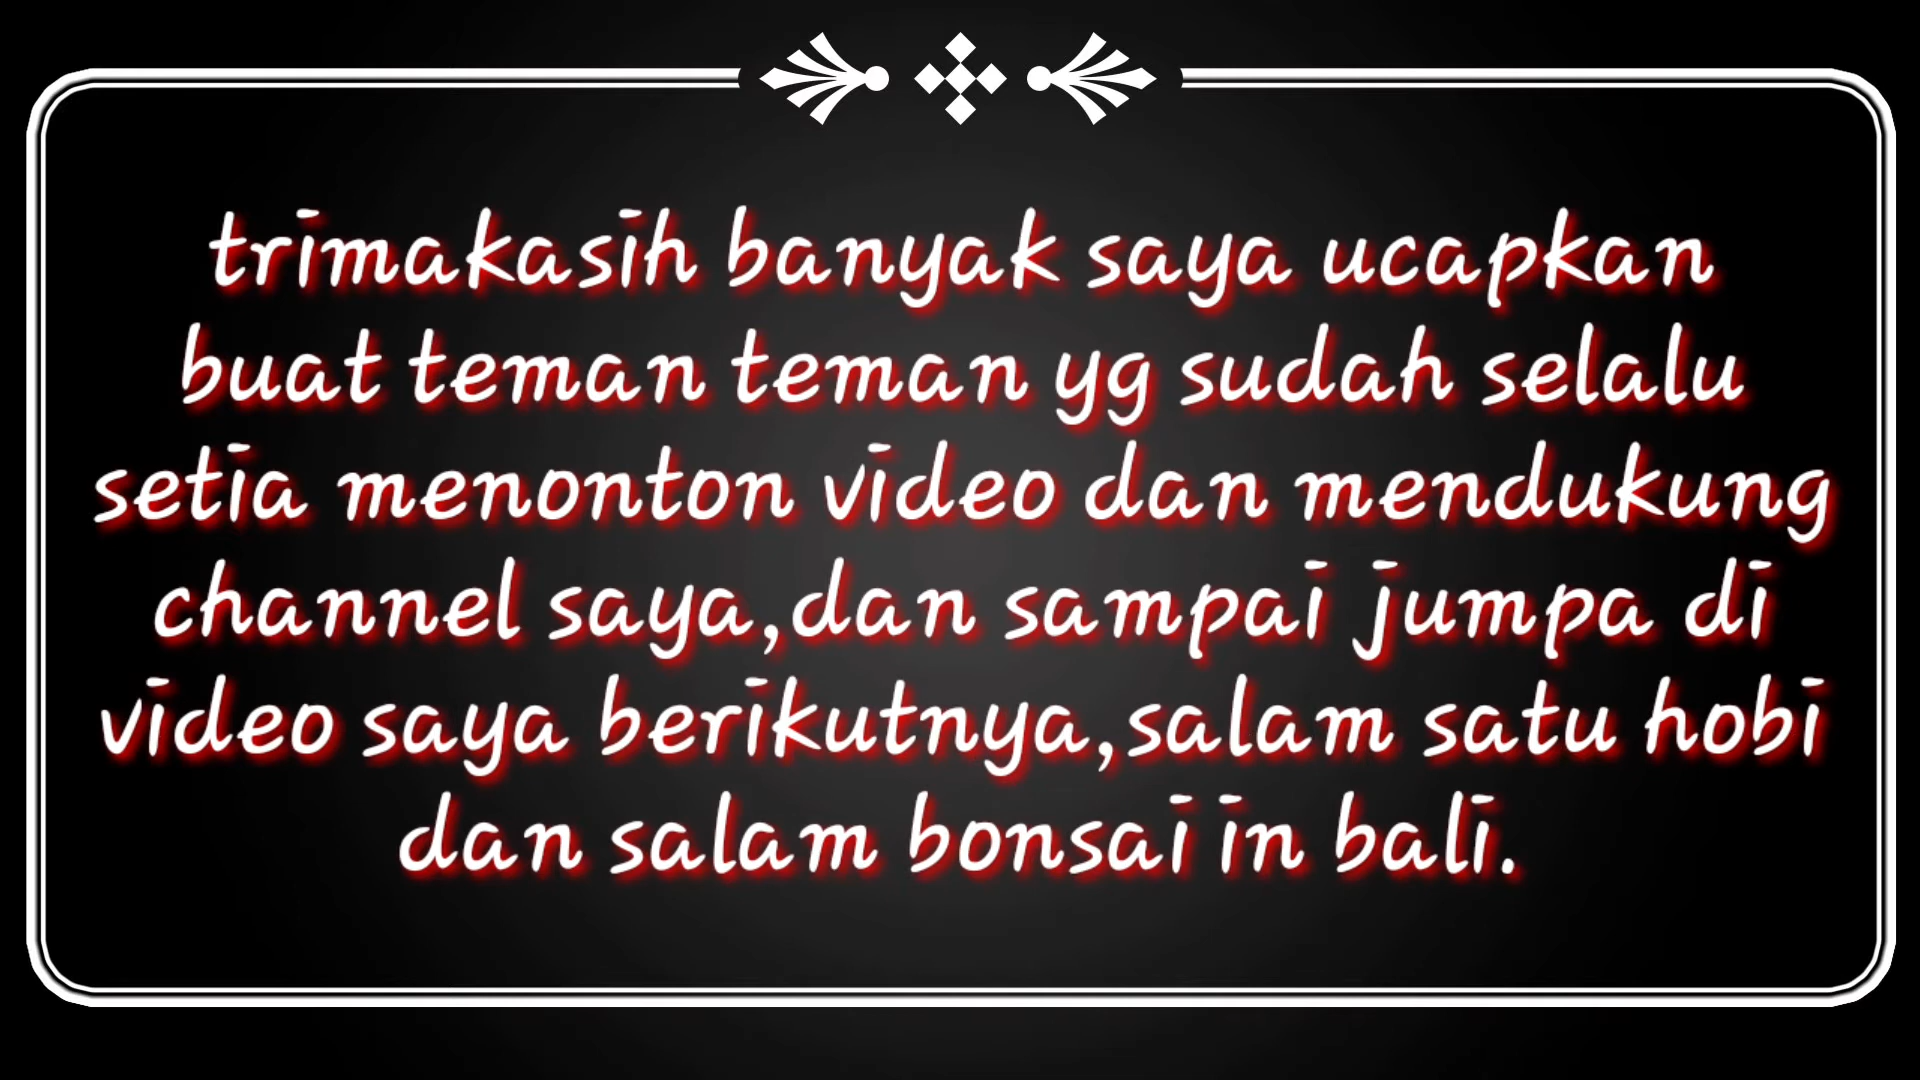 trimakasih banyak saya ucapkan
buat teman teman yg sudah selalu
setia menonton video dan mendukung
channel saya,dan sampai jumpa di
video saya berikutnya,salam satu hobi
dan salam bonsai in bali.